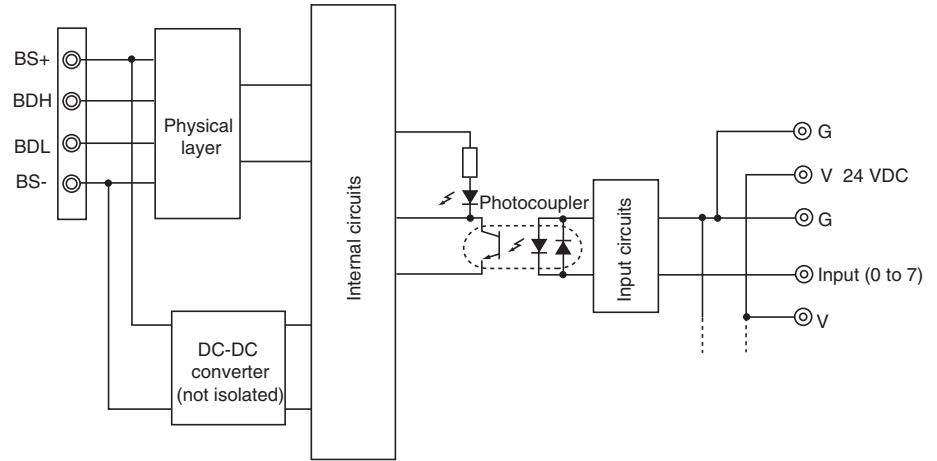 BS+
BDH
BDL
BS-
Physical
layer
DC-DC
converter
(not isolated)
Internal circuits
Photocoupler
Input circuits
G
V 24 VDC
G
Input (0 to 7)
V